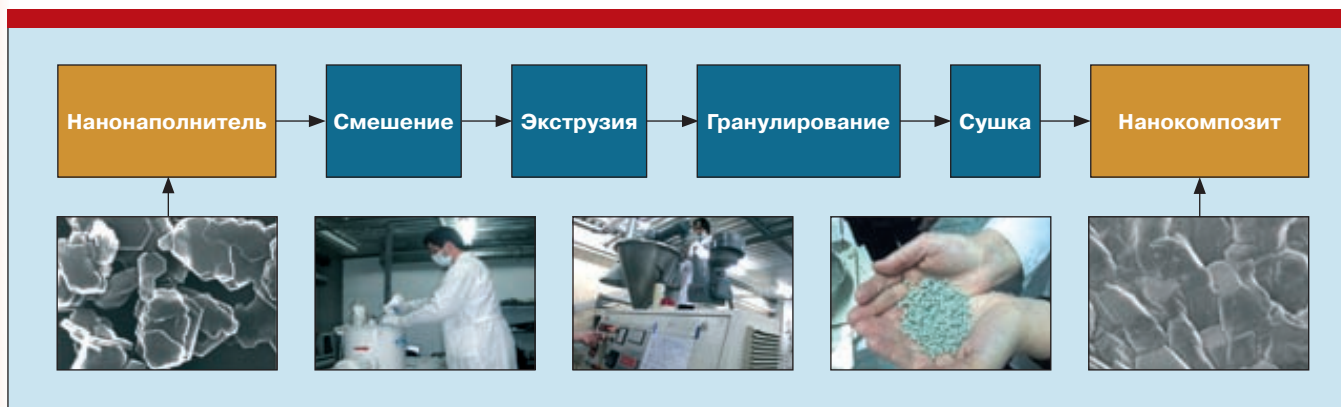 Нанонаполнитель
Смешение
Экструзия
Гранулирование
Сушка
Нанокомпозит